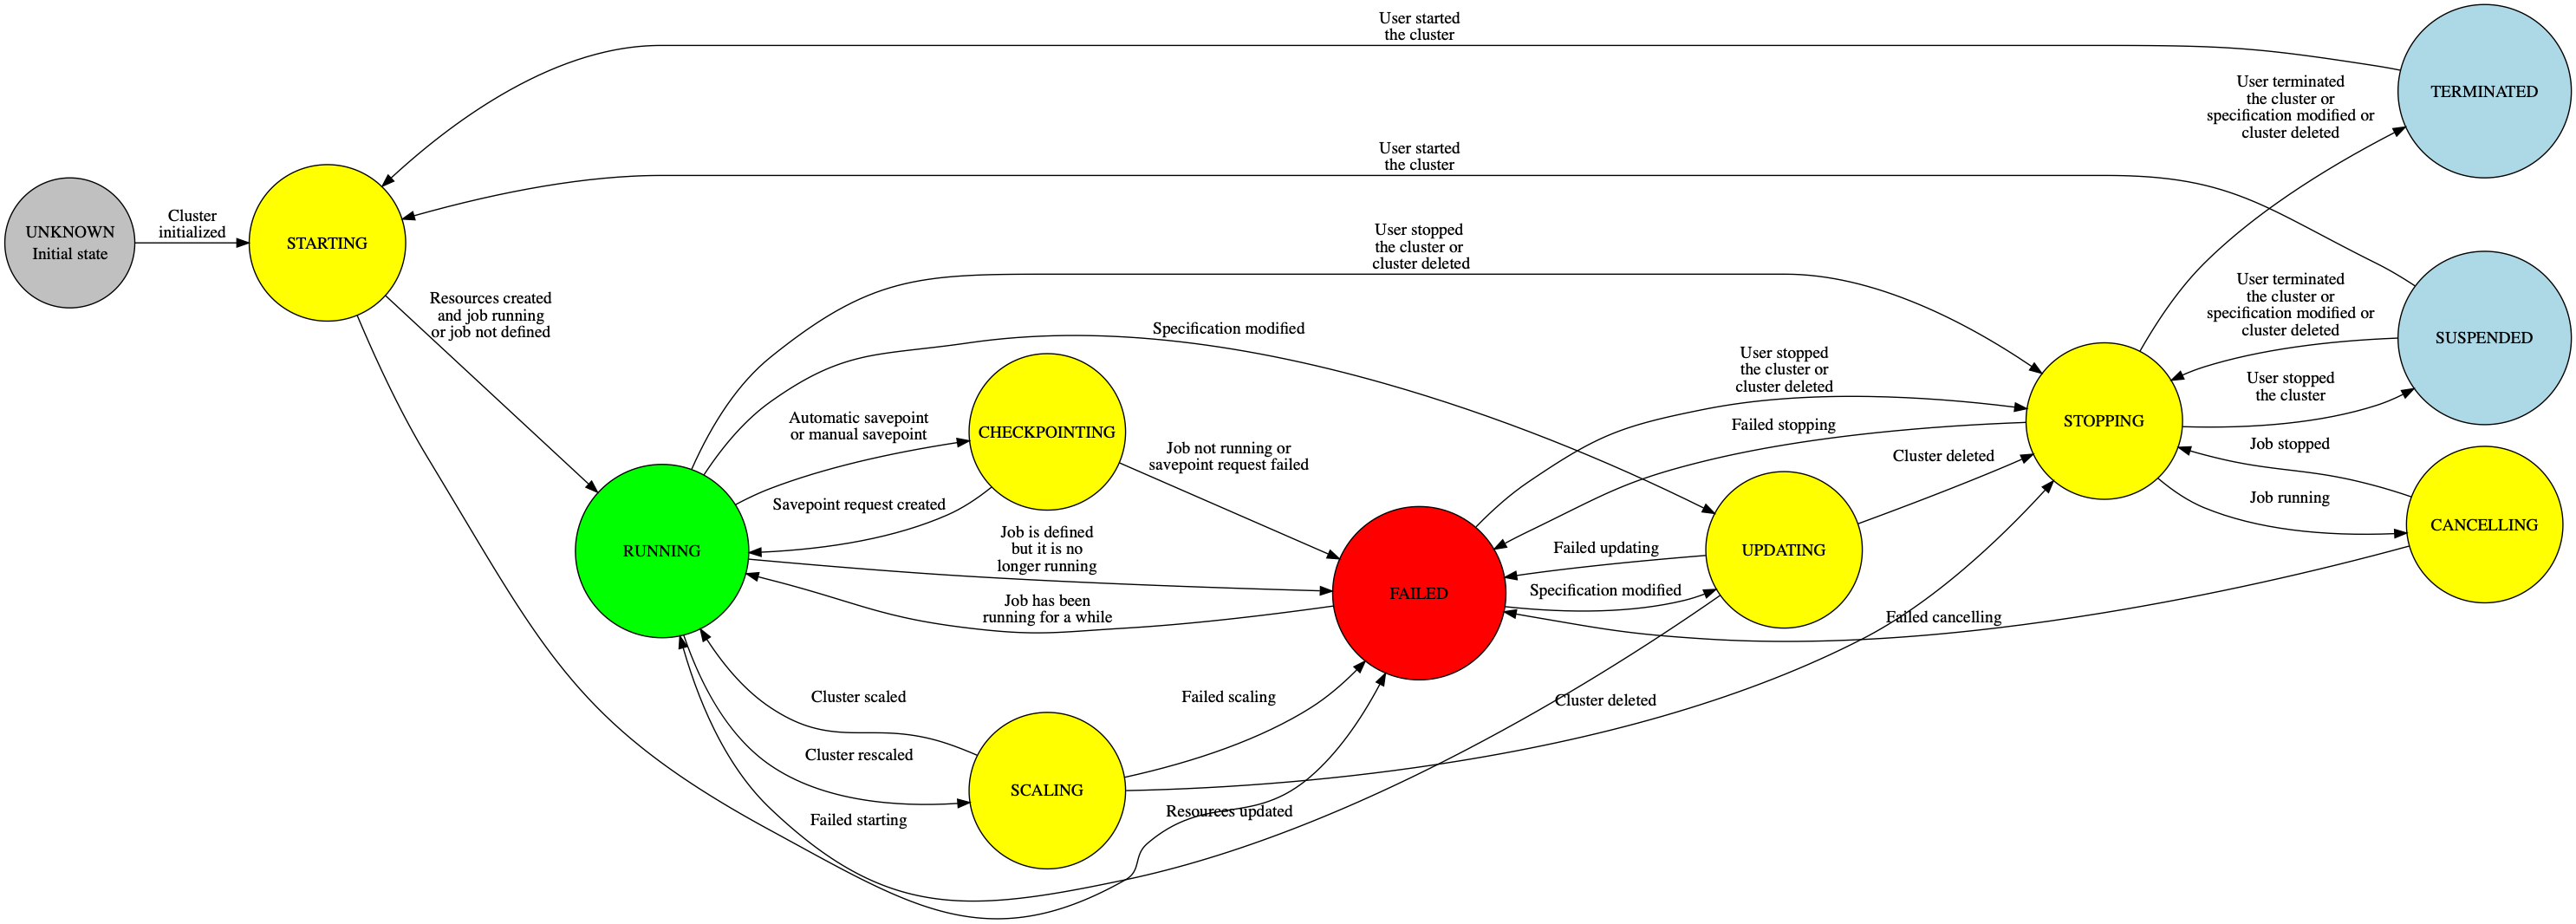 User started
the cluster
TERMINATED
User terminated
the cluster or
specification modified or
cluster deleted
User started
the cluster
UNKNOWN
Initial state
Cluster
initialized
STARTING
User stopped
the cluster or
cluster deleted
Resources created
and job running
or job not defined
Specification modified
User terminated
the cluster or
specification modified or
cluster deleted
SUSPENDED
User stopped
the cluster or
cluster deleted
User stopped
the cluster
Automatic savepoint
or manual savepoint
CHECKPOINTING
Failed stopping
STOPPING
Job not running or
savepoint request failed
Cluster deleted
Job stopped
Job running
Savepoint request created
CANCELLING
Job is defined
but it is no
longer running
RUNNING
Failed updating
UPDATING
FAILED
Specification modified
Job has been
running for a while
Failed cancelling
Cluster scaled
Failed scaling
Cluster deleted
Cluster rescaled
SCALING
Failed starting
Resources updated